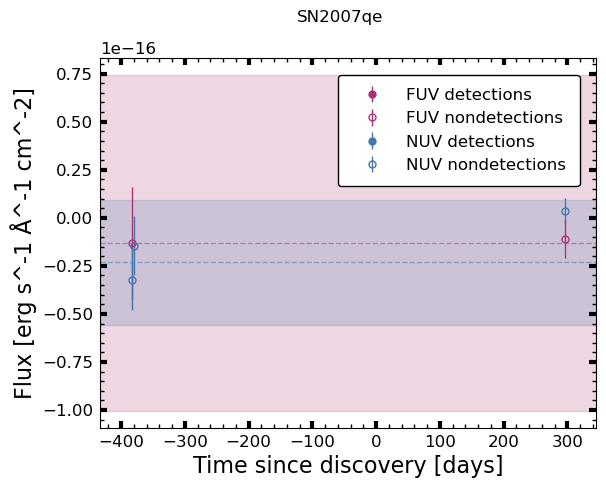 SN2007qe
1e−16
0.75
0.50
0.25
0.00
−0.25
−0.50
−0.75
−1.00
Flux [erg s^-1 Å^-1 cm^-2]
FUV detections
FUV nondetections
NUV detections
NUV nondetections
−400 −300 −200 −100 0 100 200 300
Time since discovery [days]